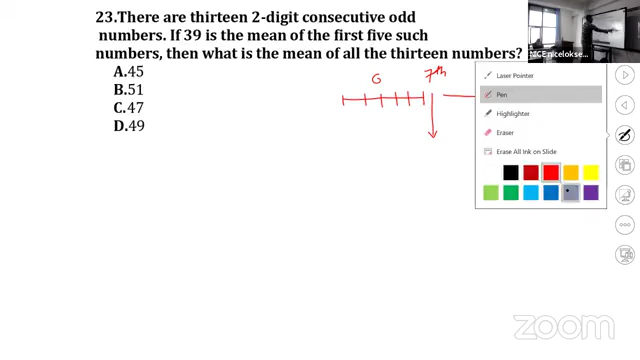 23.There are thirteen 2-digit consecutive odd
numbers. If 39 is the mean of the first five such
numbers, then what is the mean of all the thirteen numbers?
A.45
B.51
C.47
D.49
6
7th
Laser Pointer
Pen
Highlighter
Eraser
Erase All Ink on Slide
zoom